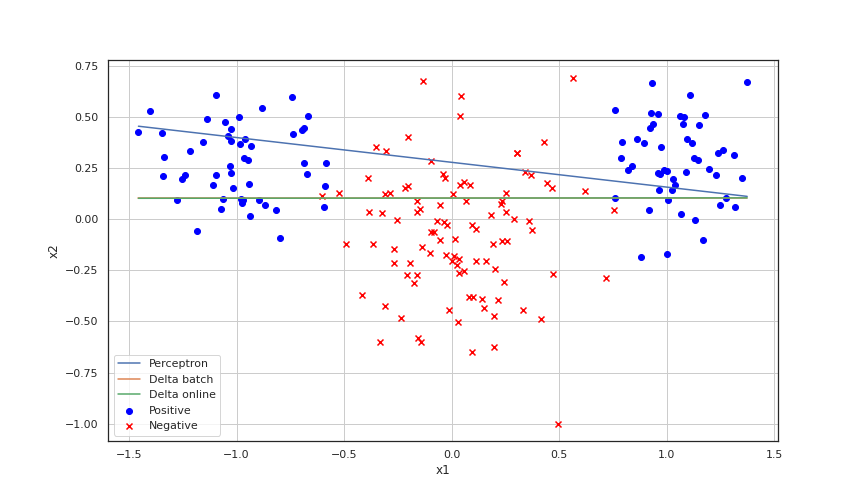 0.75
0.50
0.25
0.00
−0.25
−0.50
−0.75
−1.00
x2
Perceptron
Delta batch
Delta online
Positive
Negative
−1.5 −1.0 −0.5 0.0 0.5 1.0 1.5
x1